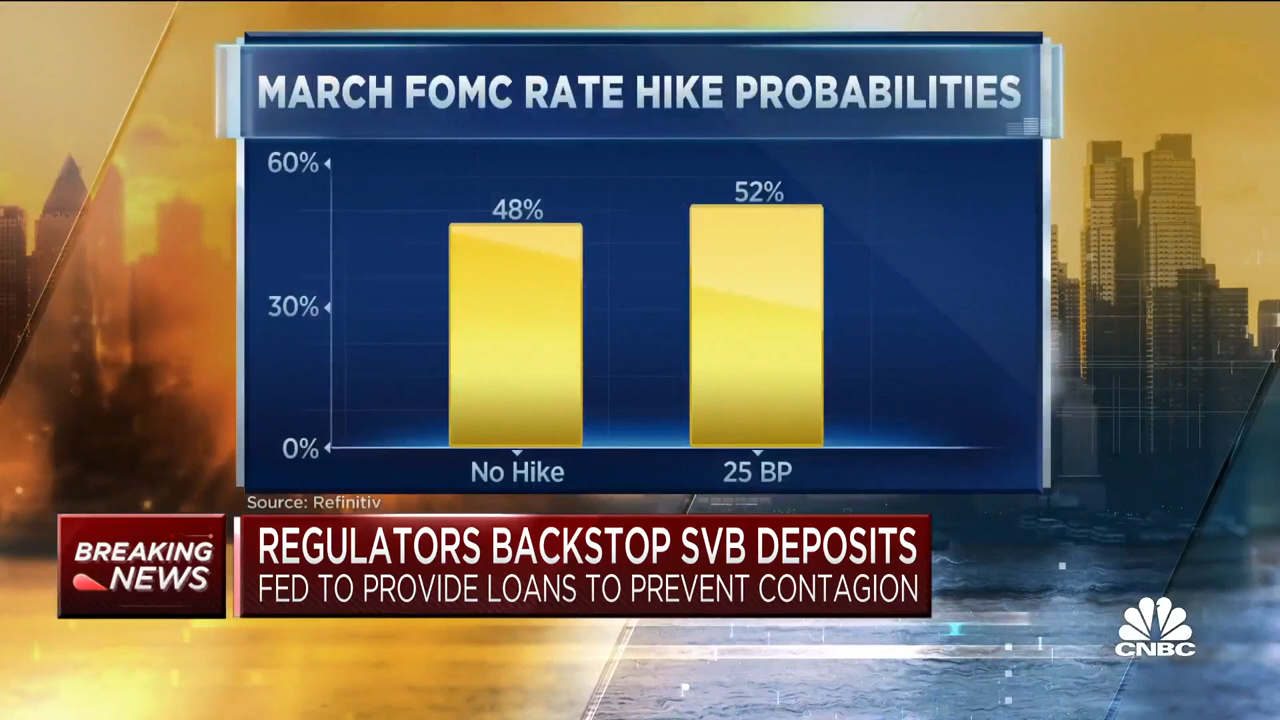 MARCH FOMC RATE HIKE PROBABILITIES
60%
48%
52%
30%
0%
No Hike
25 BP
Source: Refinitiv
BREAKING
NEWS
REGULATORS BACKSTOP SVB DEPOSITS
FED TO PROVIDE LOANS TO PREVENT CONTAGION
CNBC